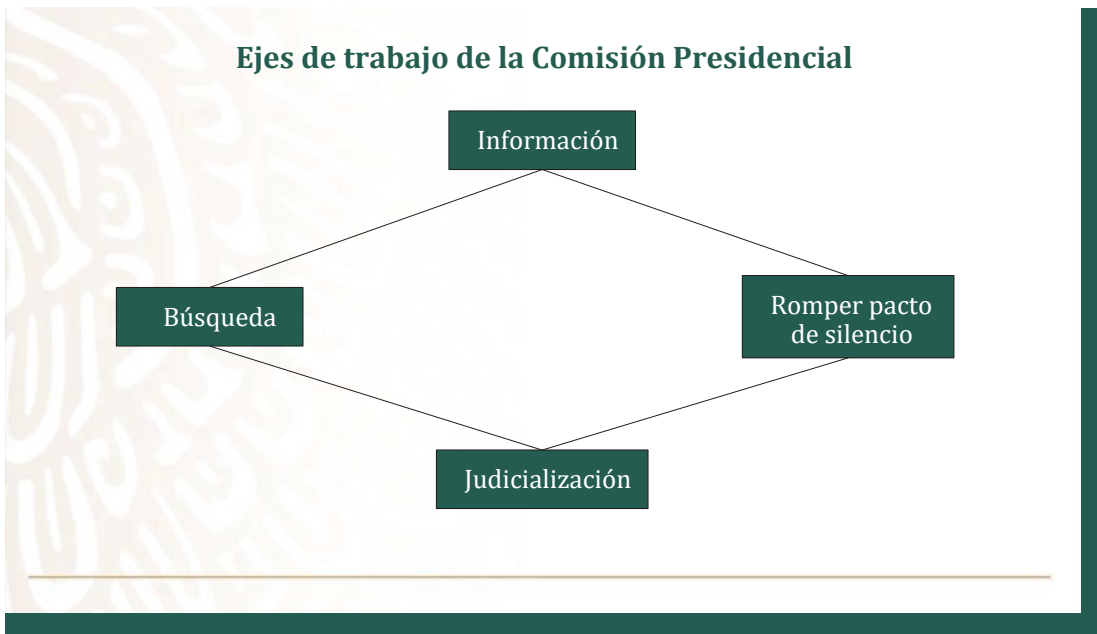 Ejes de trabajo de la Comisión Presidencial
Información
Búsqueda
Romper pacto
de silencio
Judicialización